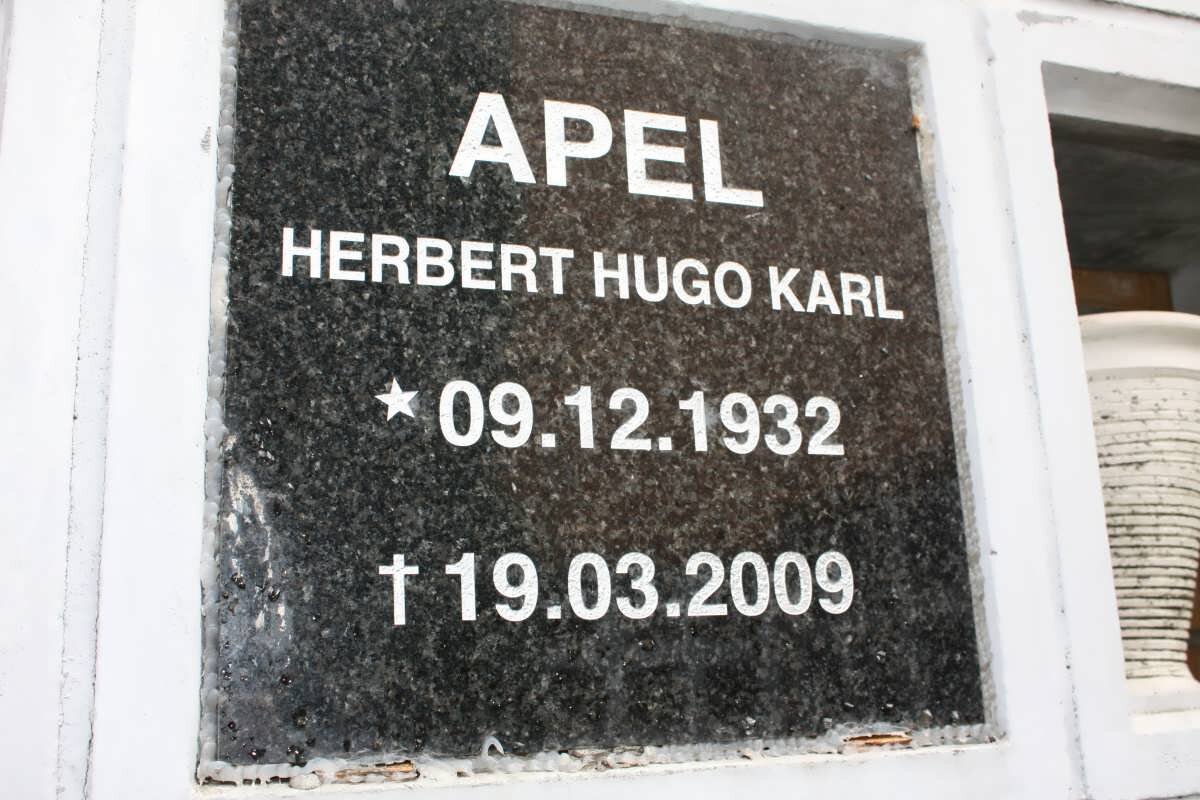 APEL
HERBERT HUGO KARL
★ 09.12.1932
† 19.03.2009